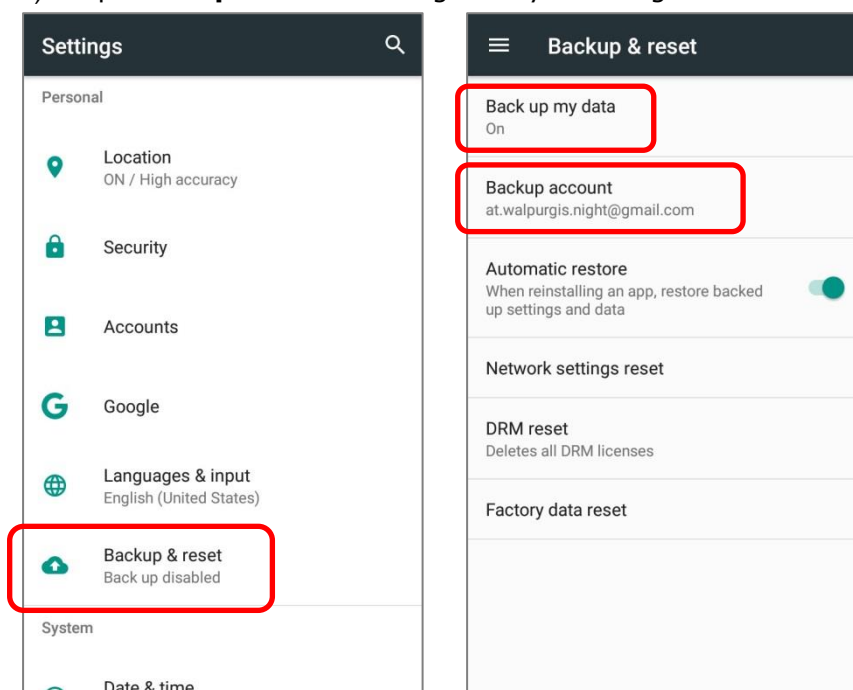 Settings
Personal
Location
ON / High accuracy
Security
Accounts
Google
Languages & input
English (United States)
Backup & reset
Back up disabled
System
Date & time
Backup & reset
Back up my data
On
Backup account
at.walpurgis.night@gmail.com
Automatic restore
When reinstalling an app, restore backed
up settings and data
Network settings reset
DRM reset
Deletes all DRM licenses
Factory data reset